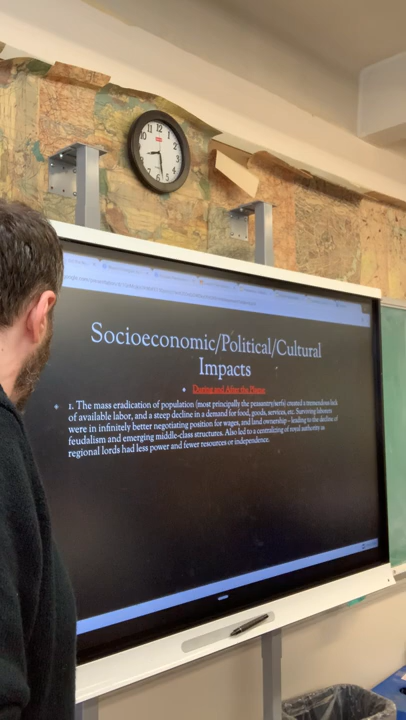 Socioeconomic/Political/Cultural
Impacts
During and After the Plague
1. The mass eradication of population (most principally the peasantry/serfs) created a tremendous lack
of available labor, and a steep decline in a demand for food, goods, services, etc. Surviving laborers
were in infinitely better negotiating position for wages, and land ownership – leading to the decline of
feudalism and emerging middle-class structures. Also led to a centralizing of royal authority as
regional lords had less power and fewer resources or independence.